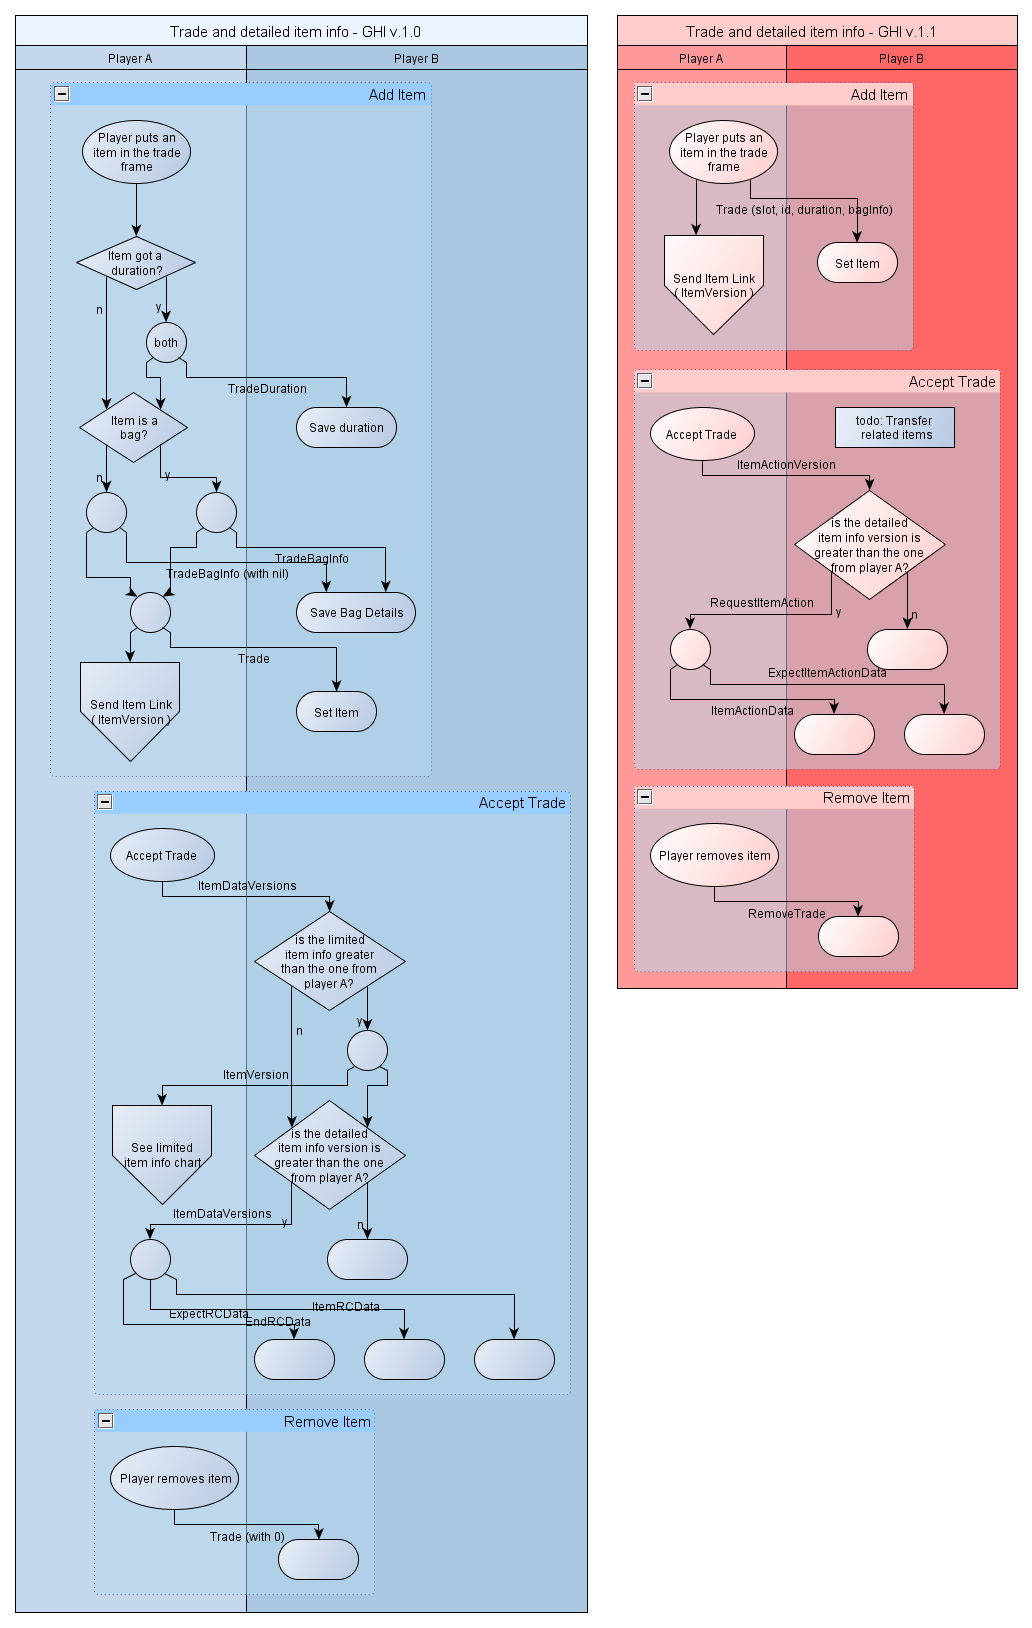 Trade and detailed item info - GHI v.1.0
Player A
Player B
Add Item
Player puts an
item in the trade
frame
Item got a
duration?
n
y
both
TradeDuration
Save duration
Item is a
bag?
n
y
TradeBagInfo
TradeBagInfo (with nil)
Save Bag Details
Trade
Send Item Link
( ItemVersion )
Set Item
Accept Trade
Accept Trade
ItemDataVersions
is the limited
item info greater
than the one from
player A?
n
y
ItemVersion
See limited
item info chart
is the detailed
item info version is
greater than the one
from player A?
ItemDataVersions
y
n
ItemRCData
ExpectRCData
EndRCData
Remove Item
Player removes item
Trade (with 0)
Trade and detailed item info - GHI v.1.1
Player A
Player B
Add Item
Player puts an
item in the trade
frame
Trade (slot, id, duration, bagInfo)
Send Item Link
( ItemVersion )
Set Item
Accept Trade
Accept Trade
todo: Transfer
related items
ItemActionVersion
is the detailed
item info version is
greater than the one
from player A?
RequestItemAction
y
n
ExpectItemActionData
ItemActionData
Remove Item
Player removes item
RemoveTrade